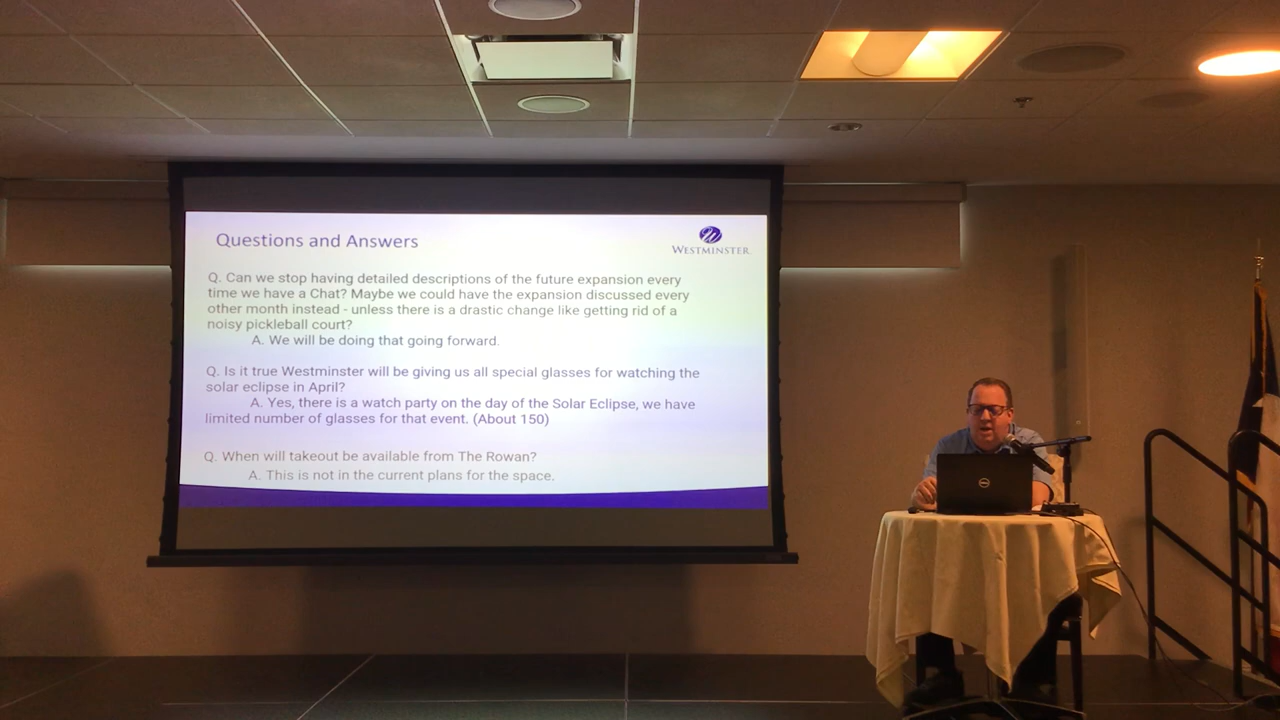 Questions and Answers
WESTMINSTER
Q. Can we stop having detailed descriptions of the future expansion every
time we have a Chat? Maybe we could have the expansion discussed every
other month instead - unless there is a drastic change like getting rid of a
noisy pickleball court?
A. We will be doing that going forward.
Q. Is it true Westminster will be giving us all special glasses for watching the
solar eclipse in April?
A. Yes, there is a watch party on the day of the Solar Eclipse, we have
limited number of glasses for that event. (About 150)
Q. When will takeout be available from The Rowan?
A. This is not in the current plans for the space.
DELL